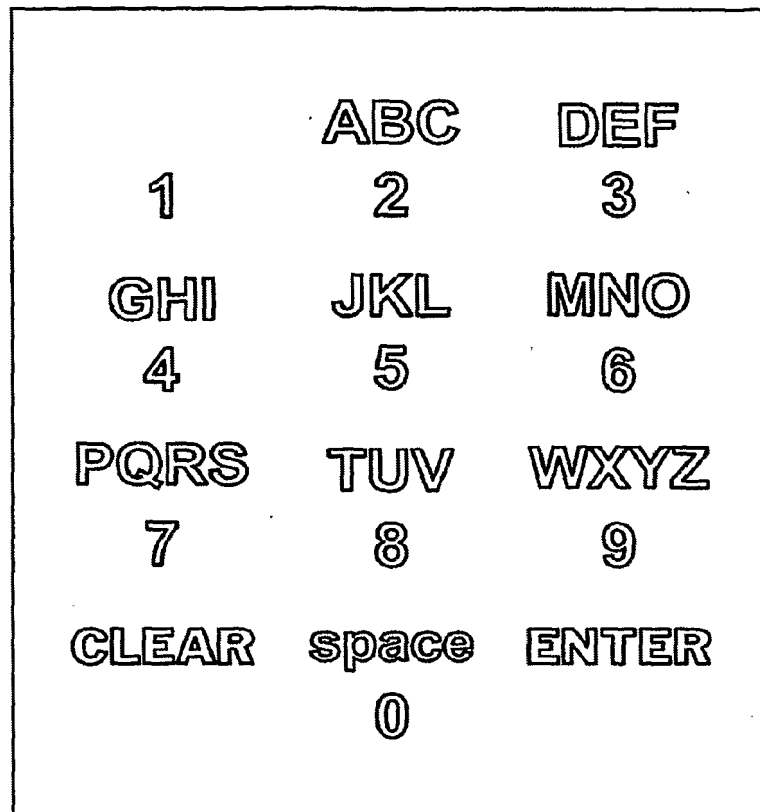 ABC DEF
1 2 3
GHI JKL MNO
4 5 6
PQRS TUV WXYZ
7 8 9
CLEAR space ENTER
0